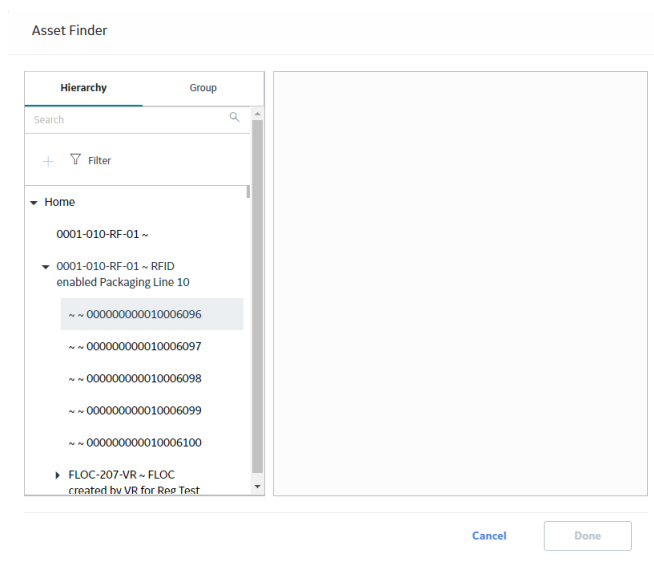 Asset Finder
Hierarchy
Group
Search
Filter
Home
0001-010-RF-01 ~
0001-010-RF-01 ~ RFID
enabled Packaging Line 10
~ ~ 000000000010006096
~ ~ 000000000010006097
~ ~ 000000000010006098
~ ~ 000000000010006099
~ ~ 000000000010006100
FLOC-207-VR ~ FLOC
created by VR for Reg Test
Cancel
Done